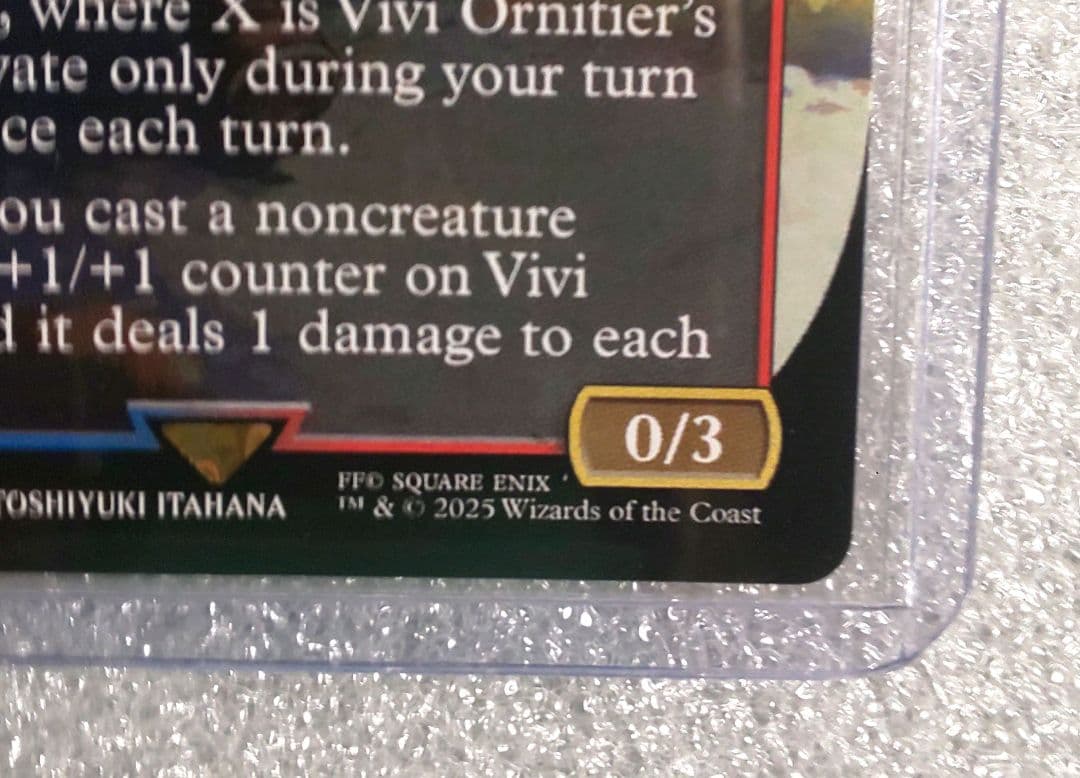 , where X is Vivi Ornitier's
vate only during your turn
ce each turn.
ou cast a noncreature
+1/+1 counter on Vivi
d it deals 1 damage to each
0/3
FF© SQUARE ENIX
TOSHIYUKI ITAHANA
™ & © 2025 Wizards of the Coast